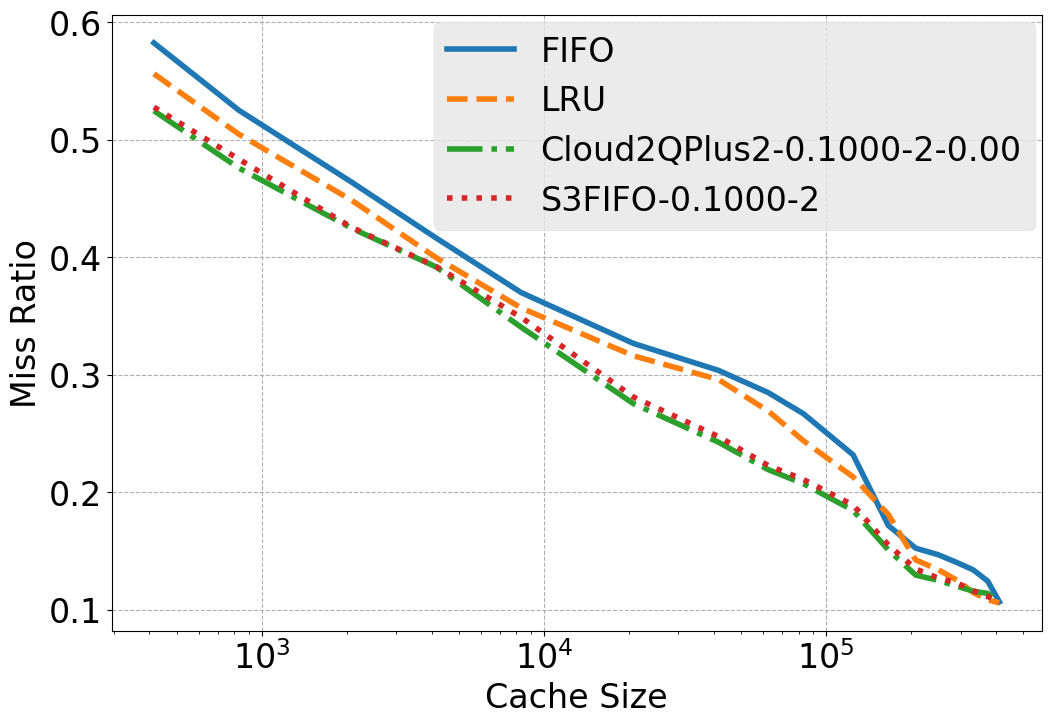 0.6
0.5
0.4
0.3
0.2
0.1
Miss Ratio
FIFO
LRU
Cloud2QPlus2-0.1000-2-0.00
S3FIFO-0.1000-2
10³
10⁴
10⁵
Cache Size